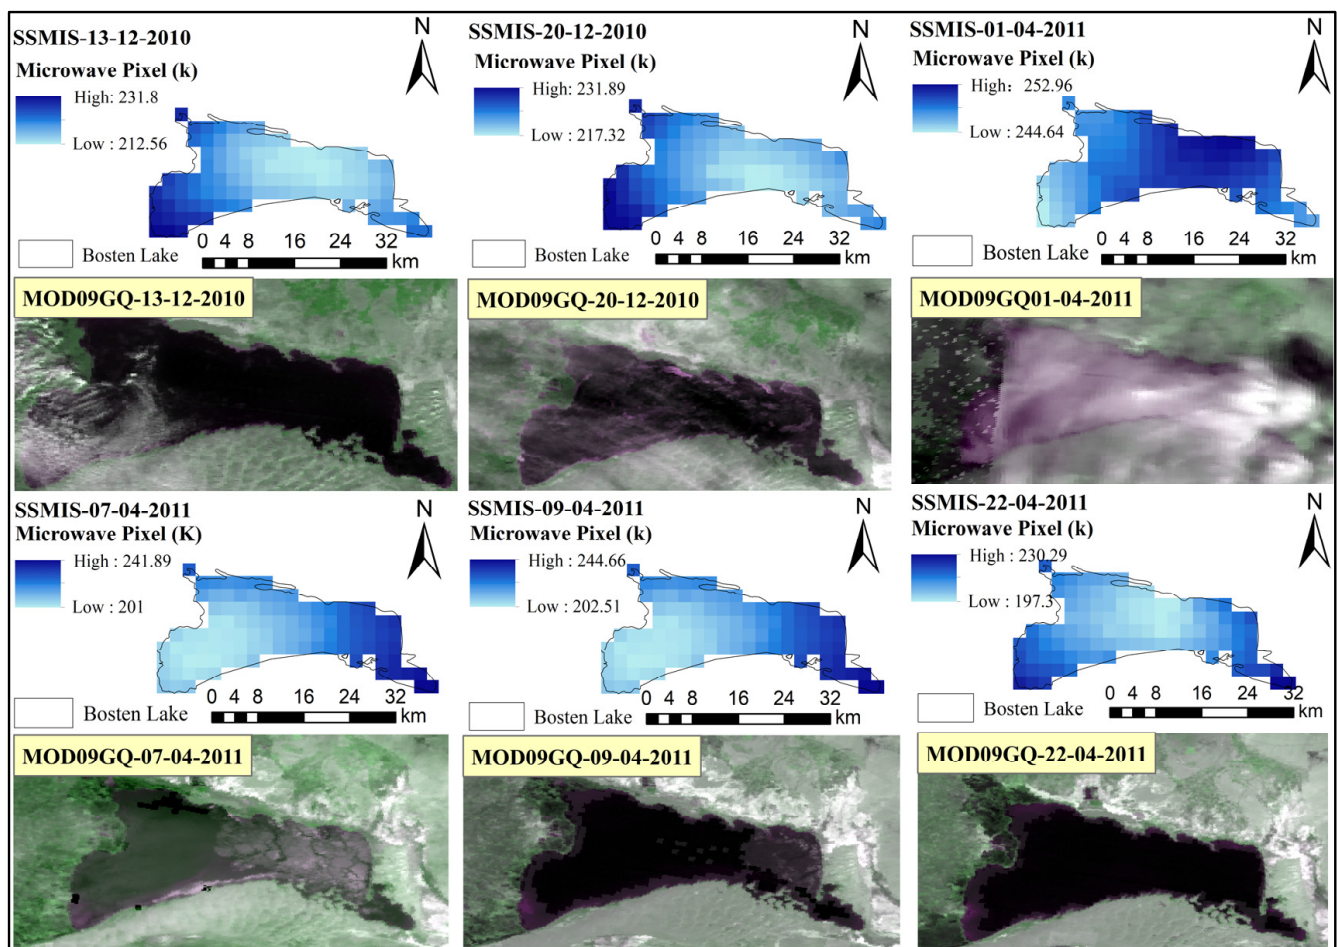 SSMIS-13-12-2010
N
Microwave Pixel (k)
High: 231.8
Low : 212.56
Bosten Lake
0 4 8 16 24 32
km
SSMIS-20-12-2010
N
Microwave Pixel (k)
High: 231.89
Low : 217.32
Bosten Lake
0 4 8 16 24 32
km
SSMIS-01-04-2011
N
Microwave Pixel (k)
High: 252.96
Low : 244.64
Bosten Lake
0 4 8 16 24 32
km
MOD09GQ-13-12-2010
MOD09GQ-20-12-2010
MOD09GQ01-04-2011
SSMIS-07-04-2011
N
Microwave Pixel (K)
High : 241.89
Low : 201
Bosten Lake
0 4 8 16 24 32
km
SSMIS-09-04-2011
N
Microwave Pixel (k)
High : 244.66
Low : 202.51
Bosten Lake
0 4 8 16 24 32
km
SSMIS-22-04-2011
N
Microwave Pixel (k)
High : 230.29
Low : 197.3
Bosten Lake
0 4 8 16 24 32
km
MOD09GQ-07-04-2011
MOD09GQ-09-04-2011
MOD09GQ-22-04-2011